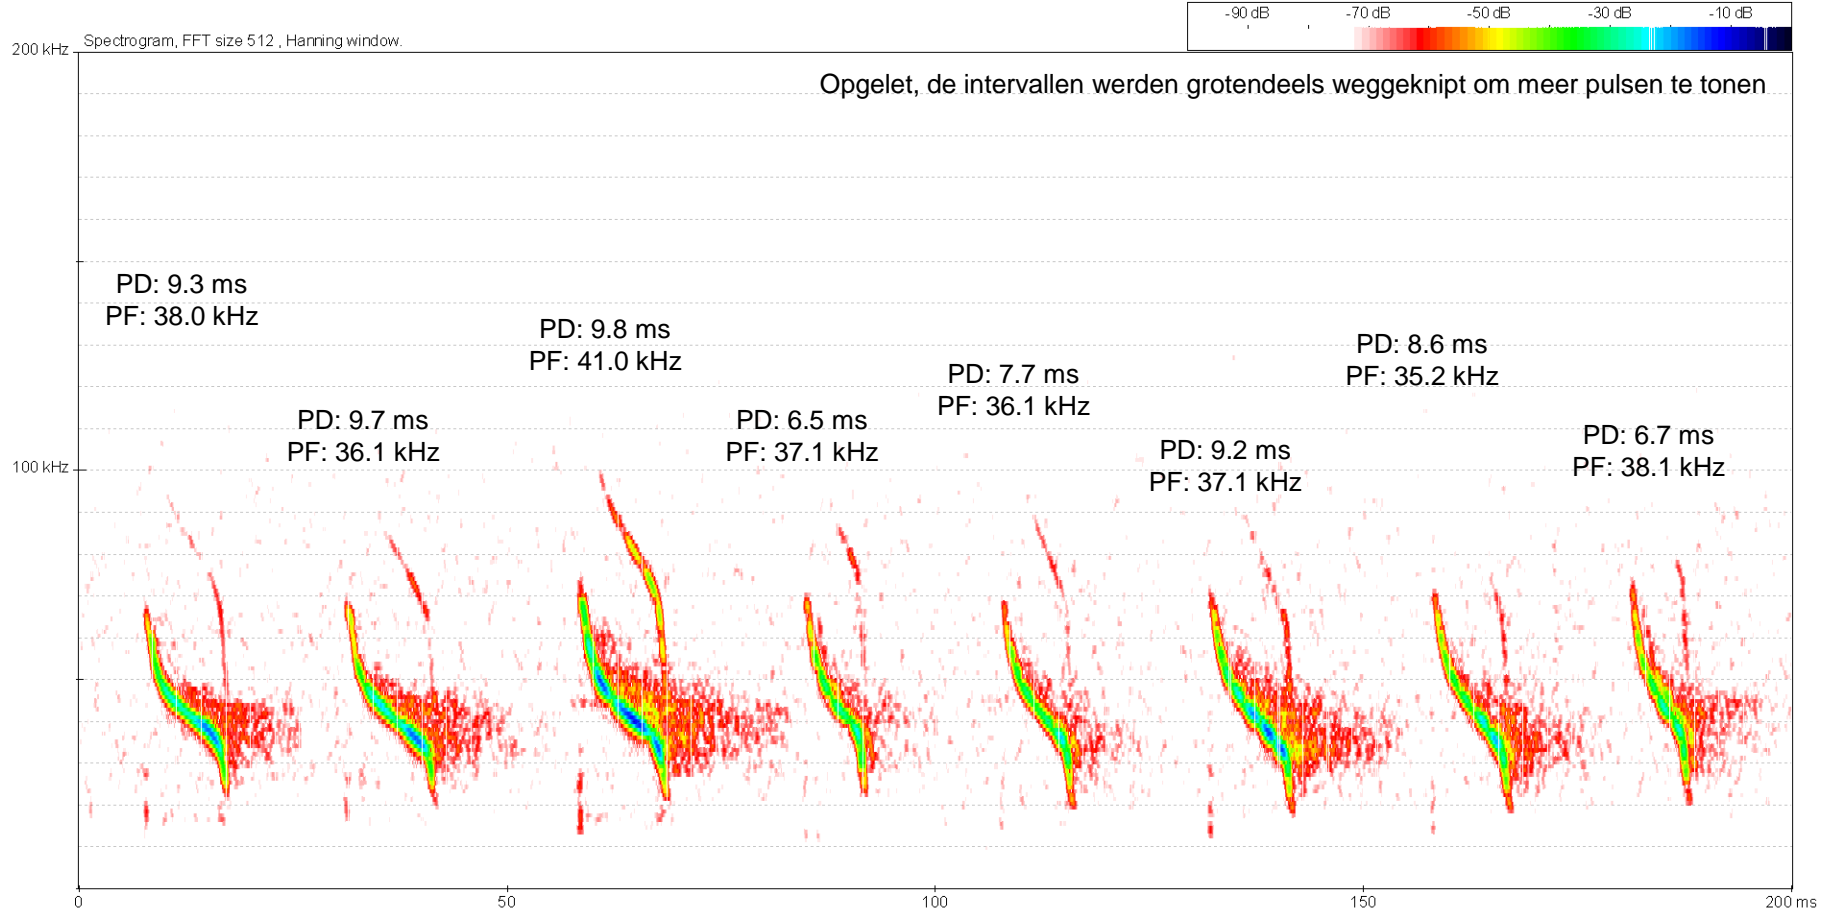 -90 dB -70 dB -50 dB -30 dB -10 dB
Spectrogram, FFT size 512 , Hanning window.
200 kHz
Opgelet, de intervallen werden grotendeels weggeknipt om meer pulsen te tonen
PD: 9.3 ms
PF: 38.0 kHz
PD: 9.7 ms
PF: 36.1 kHz
PD: 9.8 ms
PF: 41.0 kHz
PD: 6.5 ms
PF: 37.1 kHz
PD: 7.7 ms
PF: 36.1 kHz
PD: 9.2 ms
PF: 37.1 kHz
PD: 8.6 ms
PF: 35.2 kHz
PD: 6.7 ms
PF: 38.1 kHz
100 kHz
0 50 100 150 200 ms